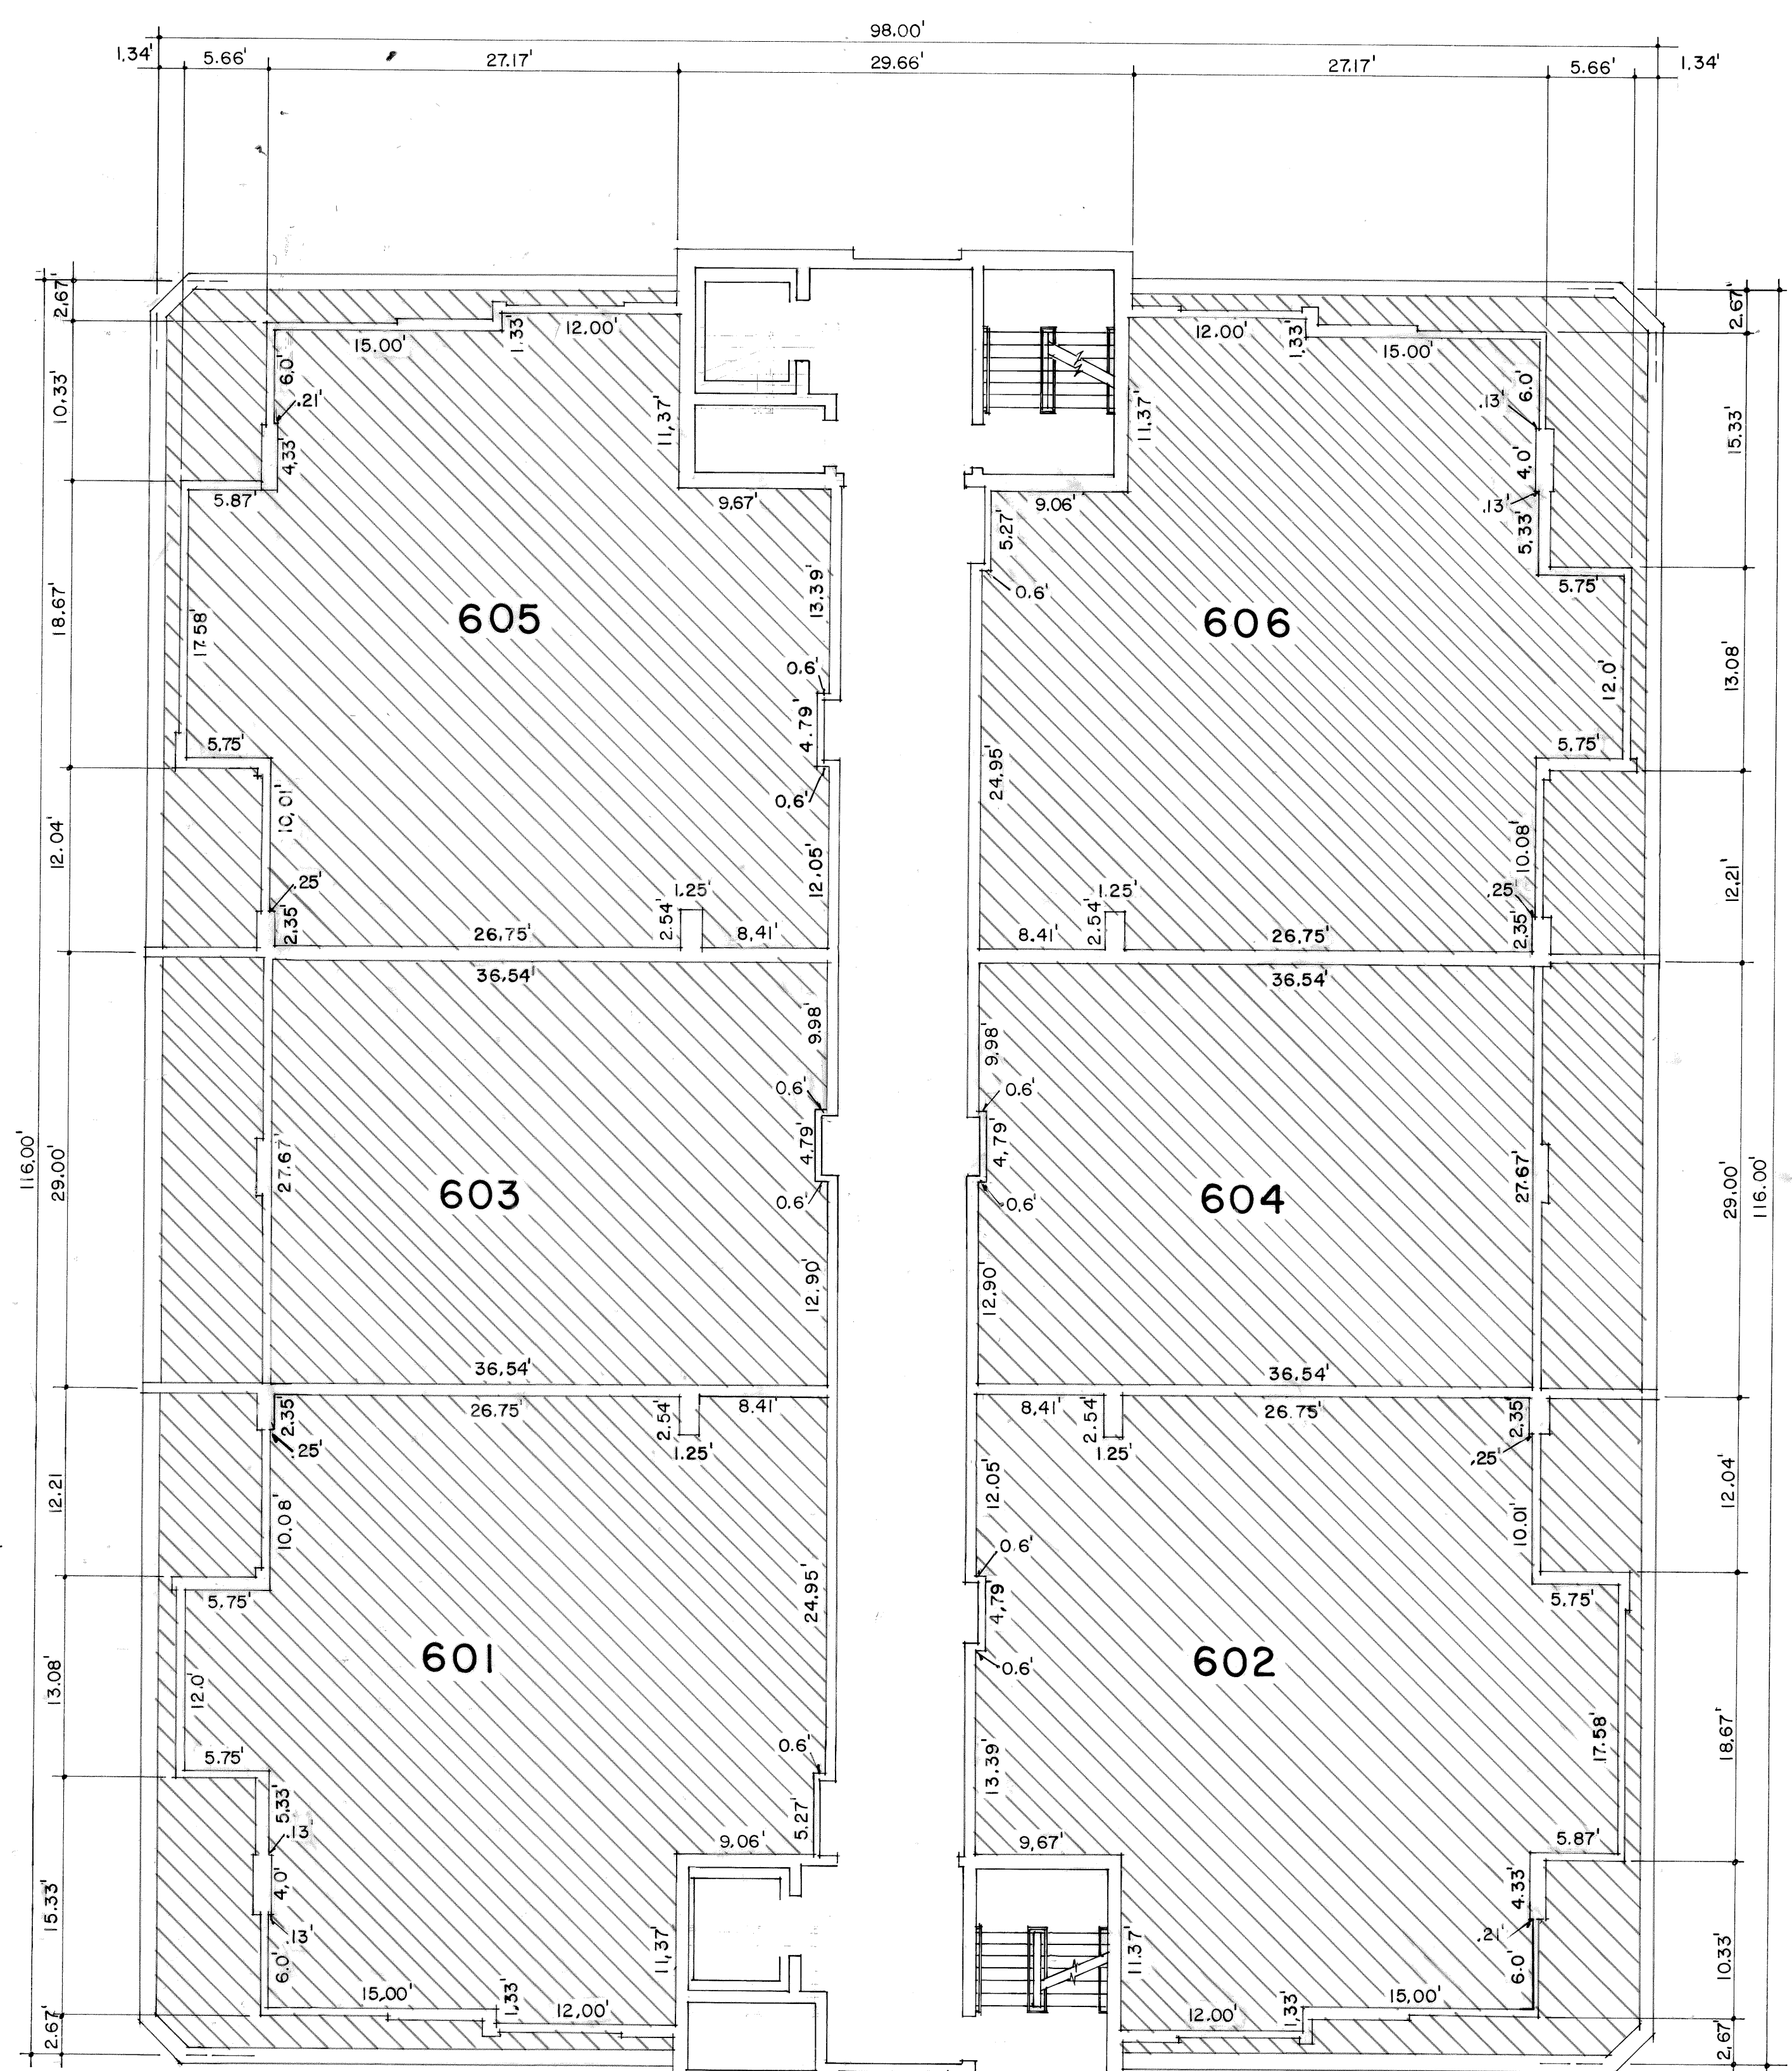 98.00'
1.34' 5.66' 27.17' 29.66' 27.17' 5.66' 1.34'
2.67' 2.67'
15.00' 1.33' 12.00' 12.00' 1.33' 15.00'
6.0' 6.0'
10.33' .21' 11.37' 11.37' .13' 15.33'
4.33' 4.0'
5.87' 9.67' 9.06' .13'
5.27' 5.33'
18.67' 17.58' 13.39' 0.6' 5.75'
605 606
0.6' 12.0' 13.08'
4.79'
5.75' 24.95' 5.75'
10.01' 0.6'
12.04' 12.05' 10.08' 12.21'
.25' 1.25' 1.25' .25'
2.35' 26.75' 2.54' 8.41' 8.41' 2.54' 26.75' 2.35'
36.54' 36.54'
9.98' 9.98'
0.6' 0.6'
116.00' 29.00' 27.67' 4.79' 4.79' 27.67' 29.00' 116.00'
603 604
0.6' 0.6'
12.90' 12.90'
36.54' 36.54'
2.35' 26.75' 2.54' 8.41' 8.41' 2.54' 26.75' 2.35'
.25' 1.25' 1.25' .25'
12.21 10.08' 12.05' 10.01' 12.04'
0.6'
5.75' 24.95' 4.79' 5.75'
601 602
13.08' 12.0' 0.6' 17.58' 18.67'
5.75' 0.6' 13.39'
5.33'
.13' 9.06' 5.27' 9.67' 5.87'
15.33' 4.0' 4.33'
.13' 11.37' 11.37' .21' 10.33'
6.0' 6.0'
15.00' 1.33' 12.00' 12.00' 1.33' 15.00'
2.67' 2.67'